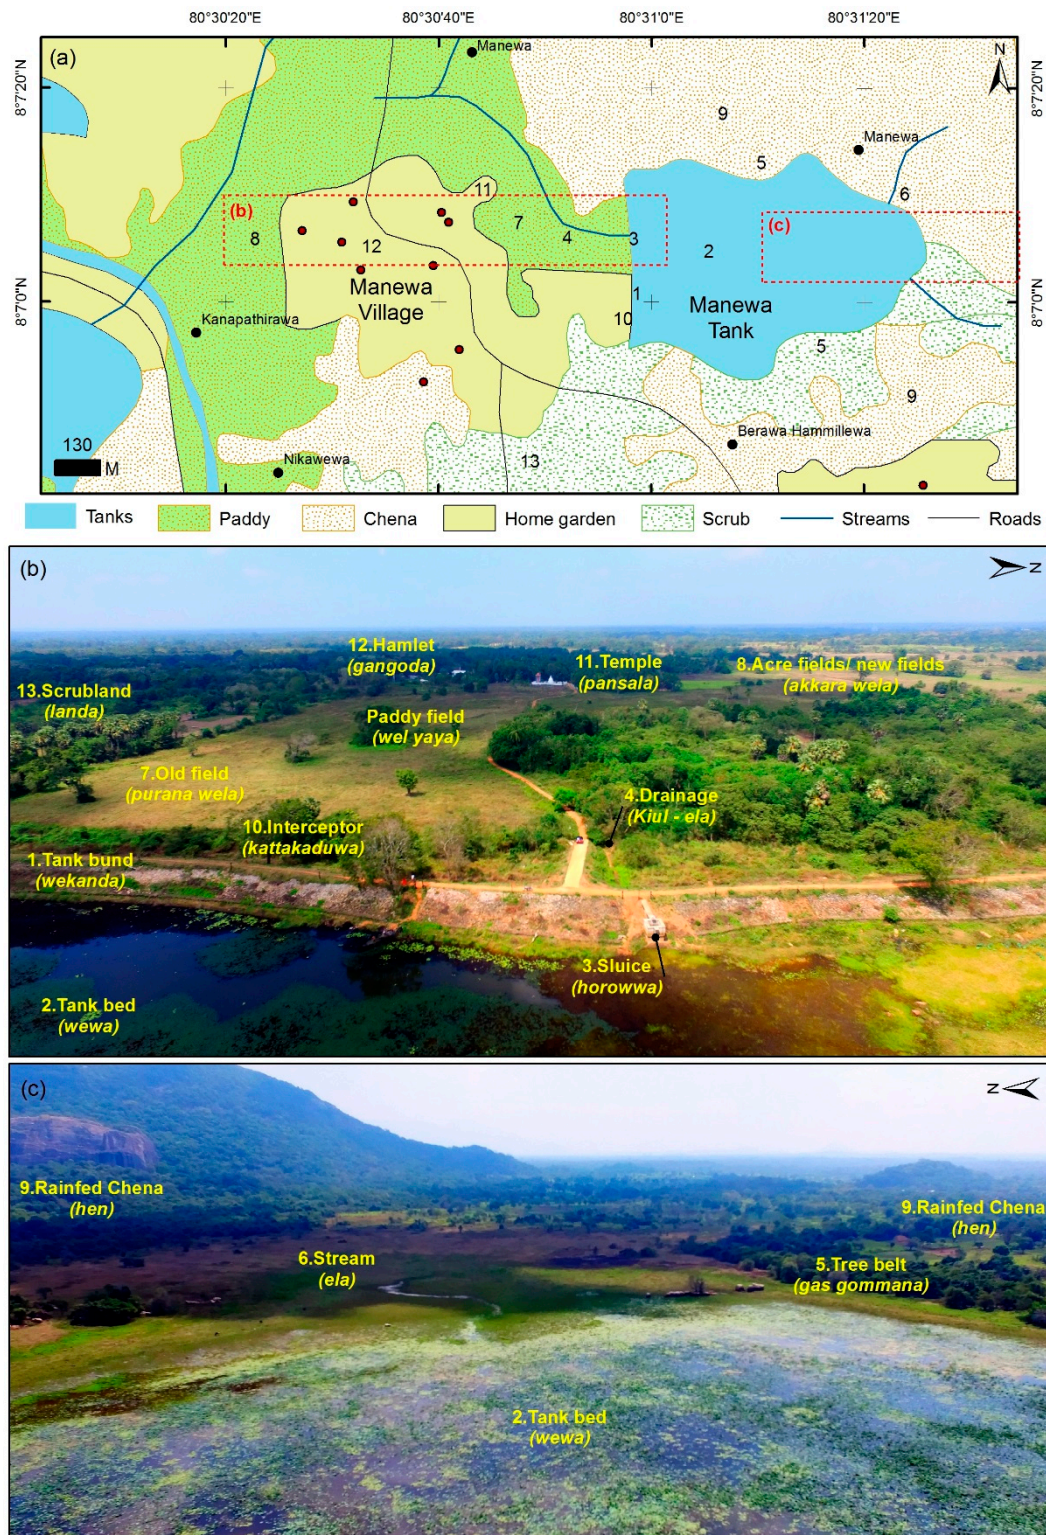 80°30'20"E 80°30'40"E 80°31'0"E 80°31'20"E
(a)
Manewa
N
8°7'20"N
8°7'20"N
9
Manewa
5
6
11
(b)
(c)
8
7
4
3
2
12
Manewa
Village
8°7'0"N
8°7'0"N
1
Manewa
Tank
Kanapathirawa
10
5
9
Berawa Hammillewa
130
M
Nikawewa
13
Tanks Paddy Chena Home garden Scrub Streams Roads
(b)
N
12.Hamlet
(gangoda)
11.Temple
(pansala)
8.Acre fields/ new fields
(akkara wela)
13.Scrubland
(landa)
Paddy field
(wel yaya)
7.Old field
(purana wela)
4.Drainage
(Kiul - ela)
10.Interceptor
(kattakaduwa)
1.Tank bund
(wekanda)
3.Sluice
(horowwa)
2.Tank bed
(wewa)
(c)
N
9.Rainfed Chena
(hen)
9.Rainfed Chena
(hen)
6.Stream
(ela)
5.Tree belt
(gas gommana)
2.Tank bed
(wewa)